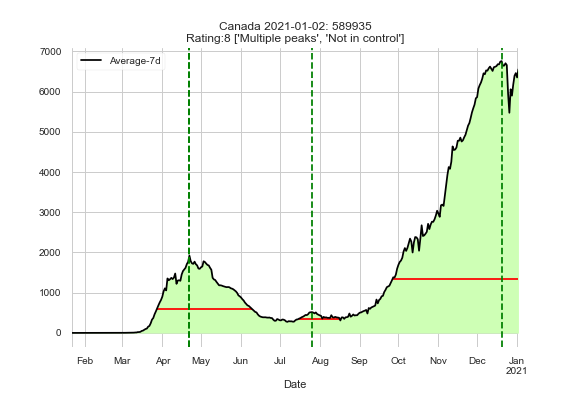 Canada 2021-01-02: 589935
Rating:8 ['Multiple peaks', 'Not in control']
Average-7d
7000
6000
5000
4000
3000
2000
1000
0
Feb Mar Apr May Jun Jul Aug Sep Oct Nov Dec Jan
2021
Date